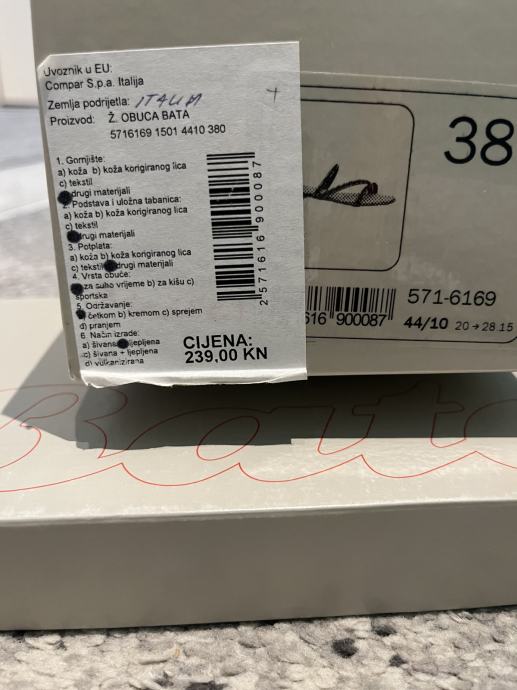 Uvoznik u EU:
Compar S.p.a. Italija
Zemlja podrijetla: ITALIA
Proizvod: Ž. OBUCA BATA
5716169 1501 4410 380
1. Gornjište:
a) koža b) koža korigiranog lica
c) tekstil
drugi materijali
2. Podstava i uložna tabanica:
a) koža b) koža korigiranog lica
c) tekstil
drugi materijali
3. Potplata:
a) koža b) koža korigiranog lica
c) tekstil drugi materijali
4. Vrsta obuće:
za suho vrijeme b) za kišu c)
sportska
5. Održavanje:
četkom b) kremom c) sprejem
d) pranjem
6. Način izrade:
a) šivana ljepljena
c) šivana + ljepljena
d) vulkanizirana
CIJENA:
239,00 KN
2 571616 900087
38
571-6169
616 900087
44/10 20→28.15
Bata